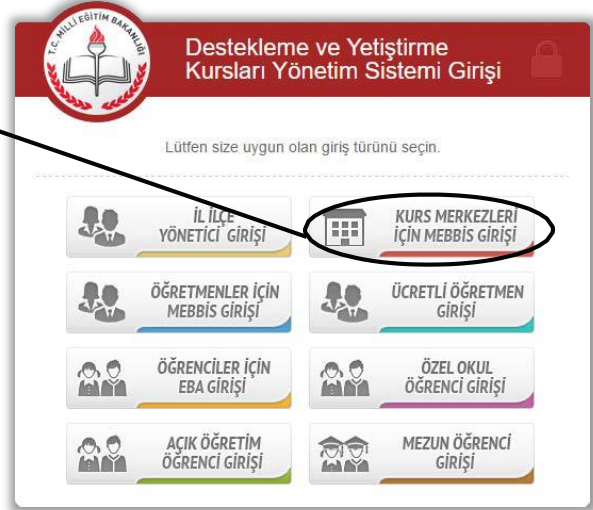 T.C. MİLLİ EĞİTİM BAKANLIĞI
Destekleme ve Yetiştirme
Kursları Yönetim Sistemi Girişi
Lütfen size uygun olan giriş türünü seçin.
İL İLÇE
YÖNETİCİ GİRİŞİ
KURS MERKEZLERİ
İÇİN MEBBİS GİRİŞİ
ÖĞRETMENLER İÇİN
MEBBİS GİRİŞİ
ÜCRETLİ ÖĞRETMEN
GİRİŞİ
ÖĞRENCİLER İÇİN
EBA GİRİŞİ
ÖZEL OKUL
ÖĞRENCİ GİRİŞİ
AÇIK ÖĞRETİM
ÖĞRENCİ GİRİŞİ
MEZUN ÖĞRENCİ
GİRİŞİ